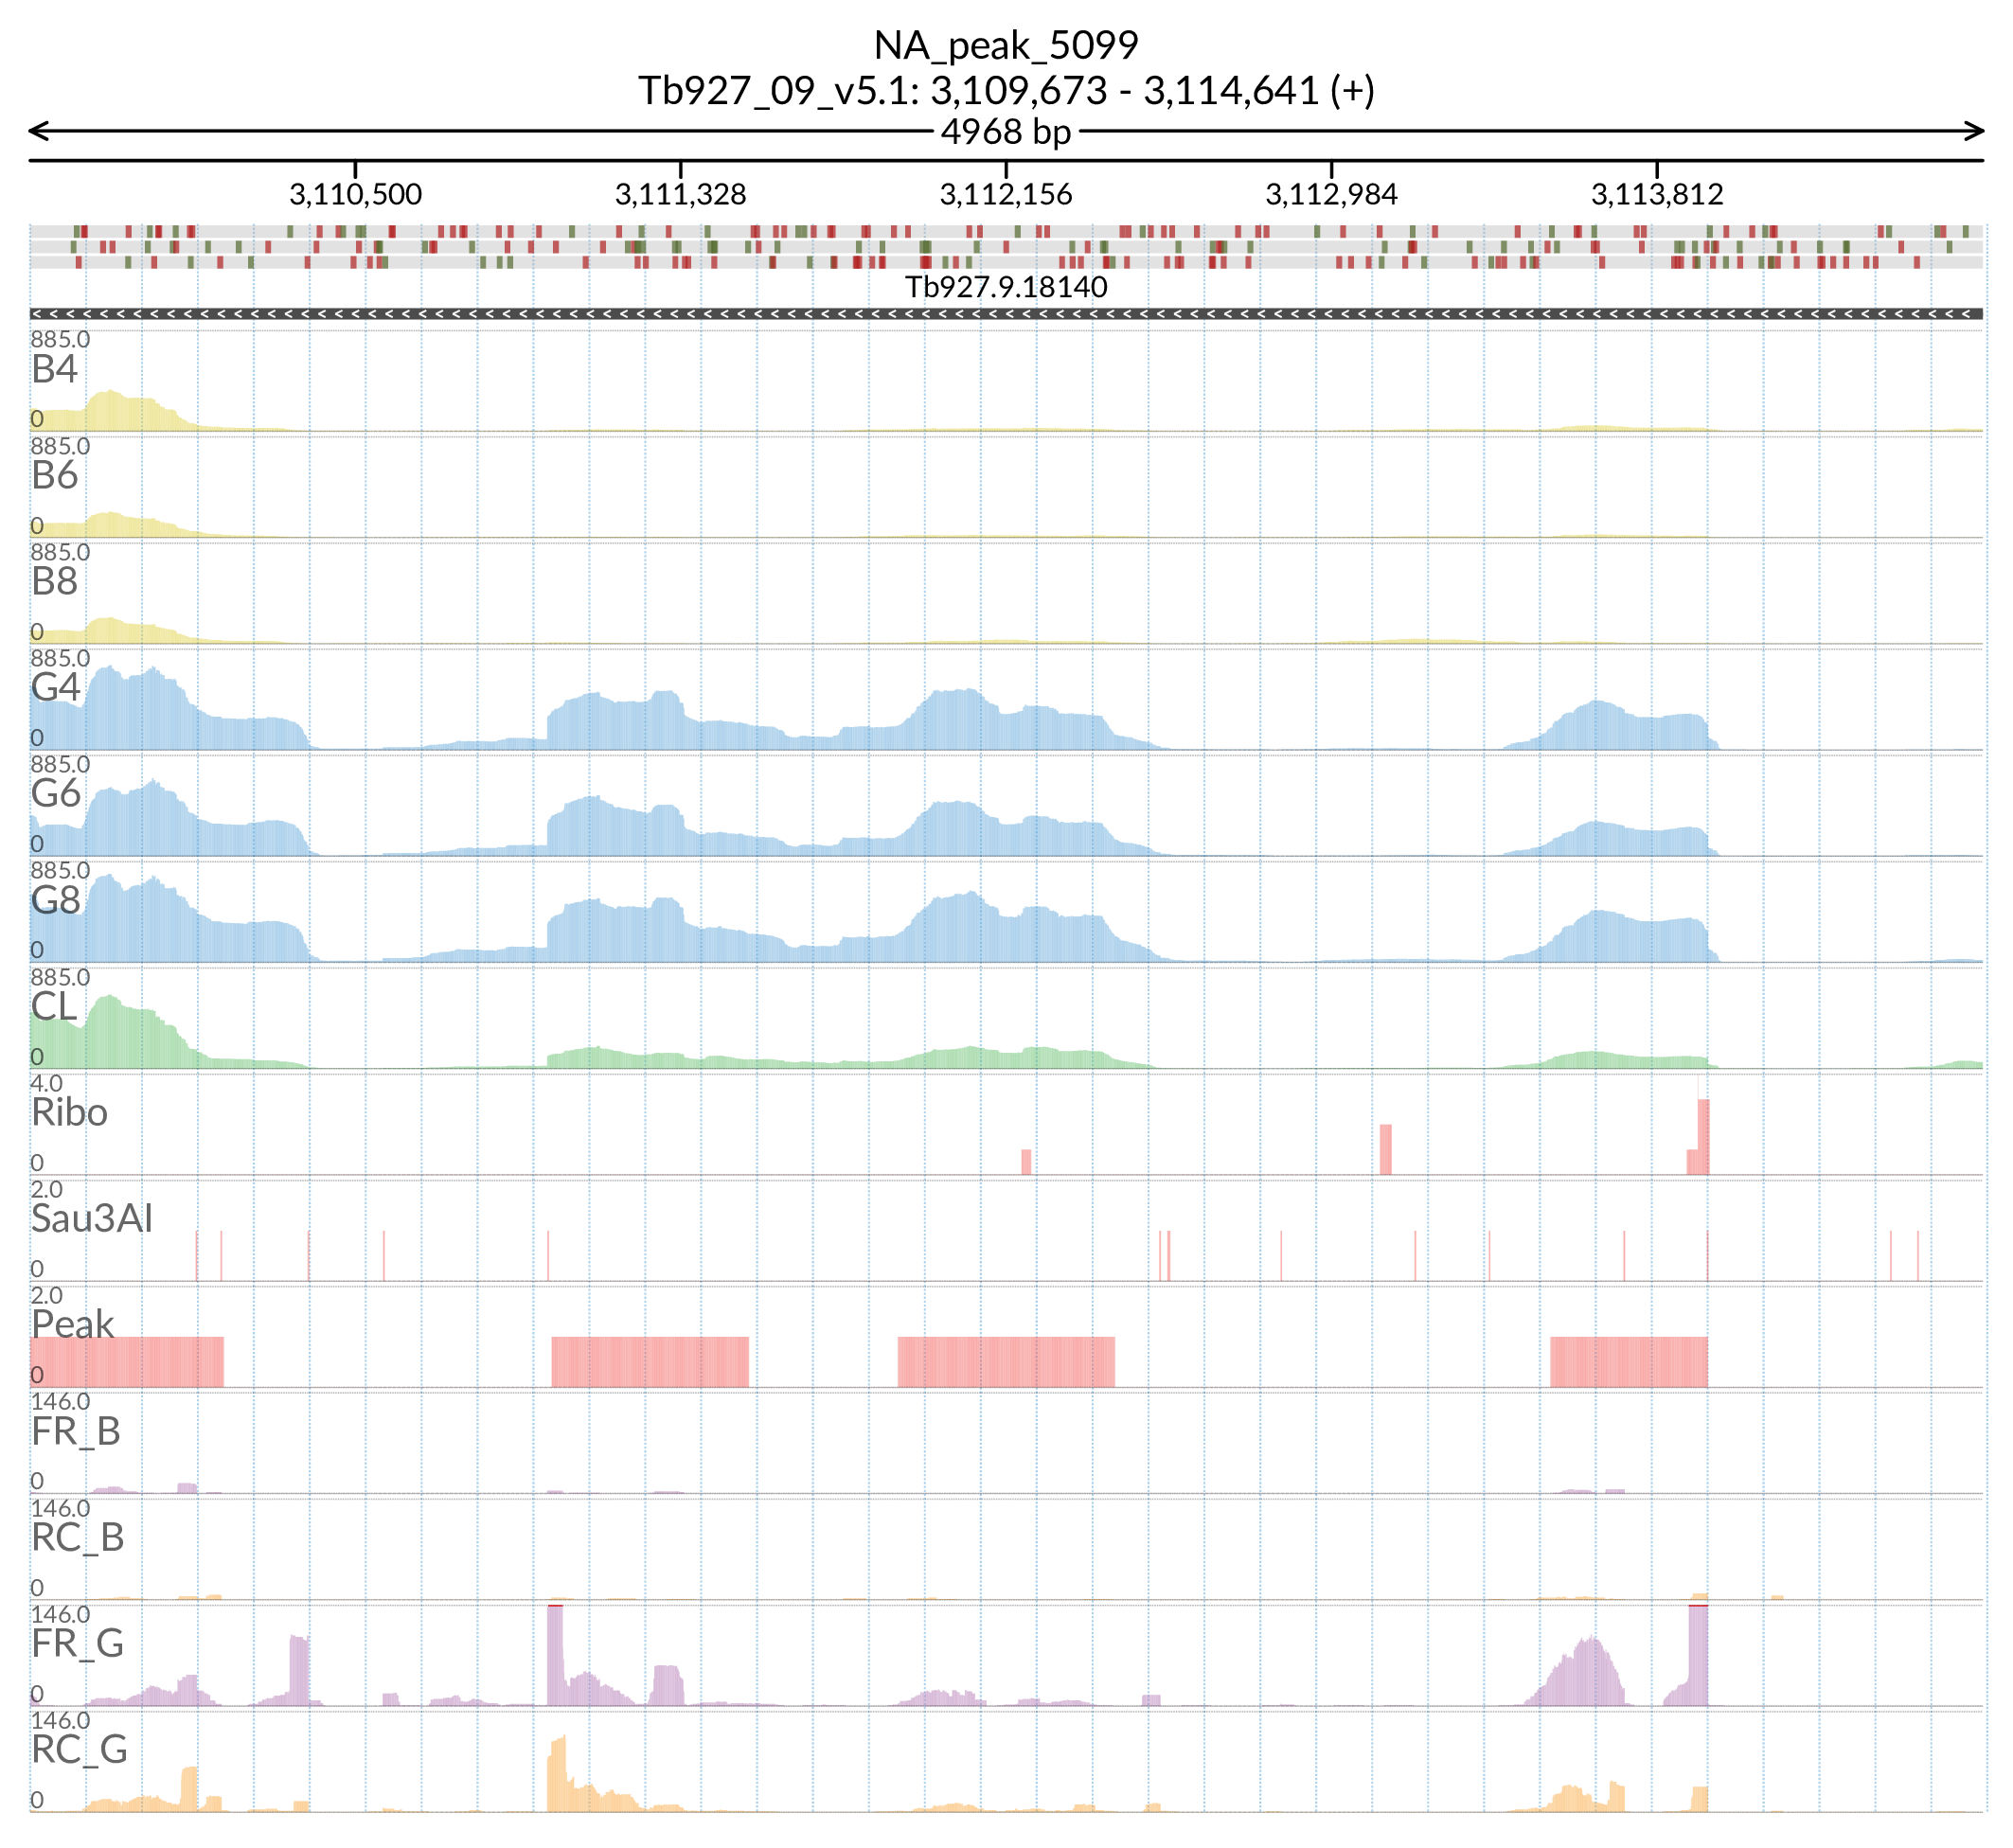 NA_peak_5099
Tb927_09_v5.1: 3,109,673 - 3,114,641 (+)
4968 bp
3,110,500 3,111,328 3,112,156 3,112,984 3,113,812
Tb927.9.18140
885.0
B4
0
885.0
B6
0
885.0
B8
0
885.0
G4
0
885.0
G6
0
885.0
G8
0
885.0
CL
0
4.0
Ribo
0
2.0
Sau3AI
0
2.0
Peak
0
146.0
FR_B
0
146.0
RC_B
0
146.0
FR_G
0
146.0
RC_G
0